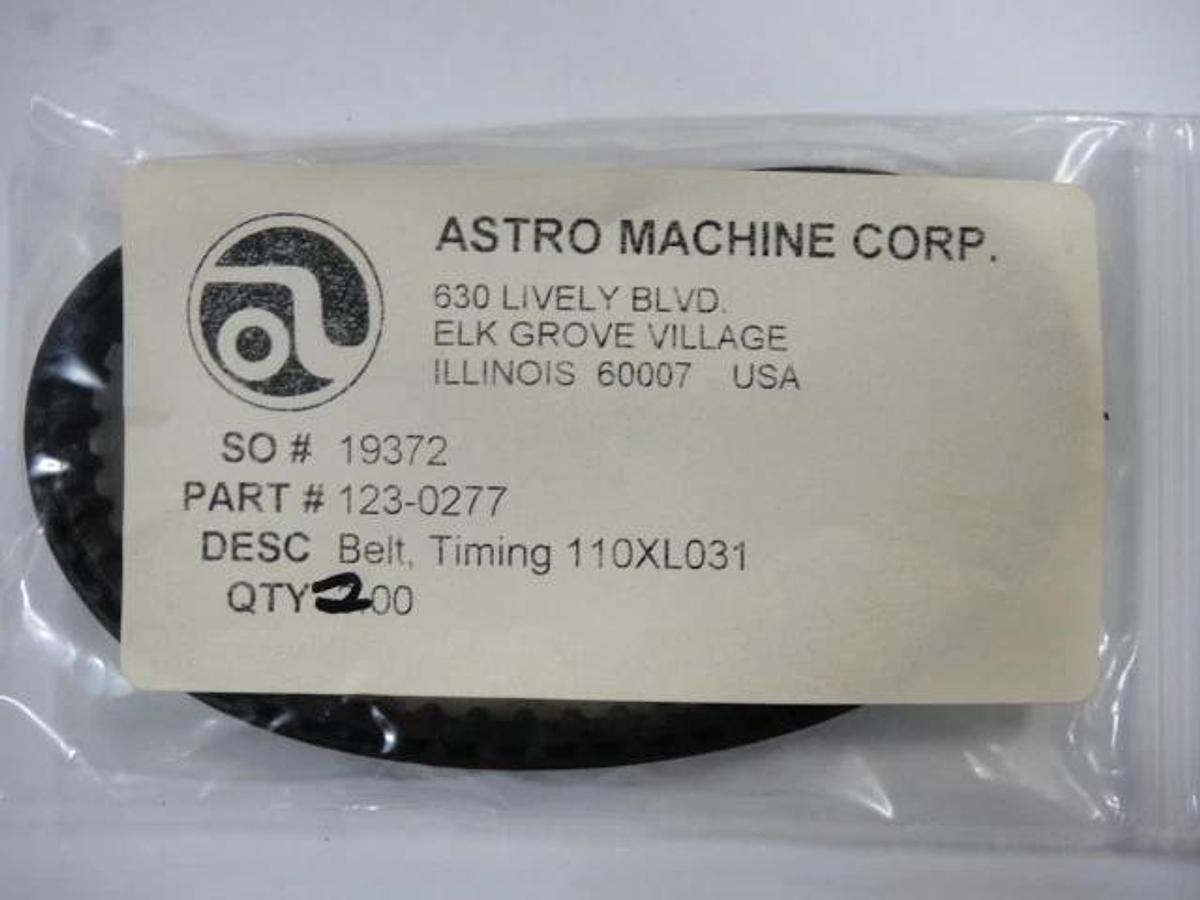 ASTRO MACHINE CORP.
630 LIVELY BLVD.
ELK GROVE VILLAGE
ILLINOIS 60007 USA
SO # 19372
PART # 123-0277
DESC Belt, Timing 110XL031
QTY 2.00